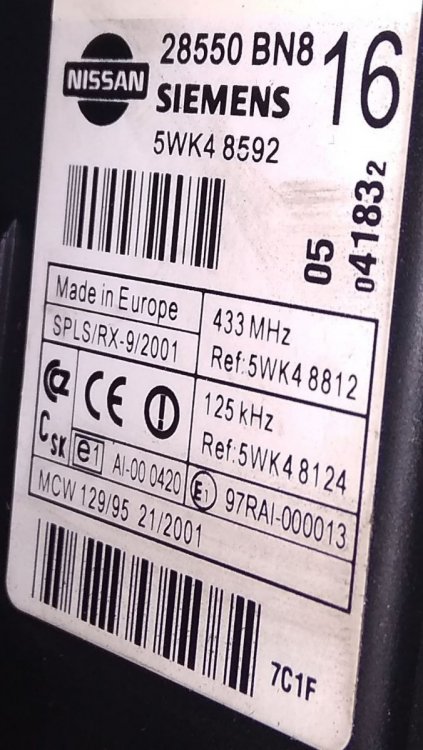 NISSAN
28550 BN8
16
SIEMENS
5WK4 8592
05
041832
Made in Europe
433 MHz
SPLS/RX-9/2001
Ref:5WK4 8812
CE
125 kHz
Ref:5WK4 8124
CSK
e1
AI-00 0420
E1
97RAI-000013
MCW 129/95 21/2001
7C1F